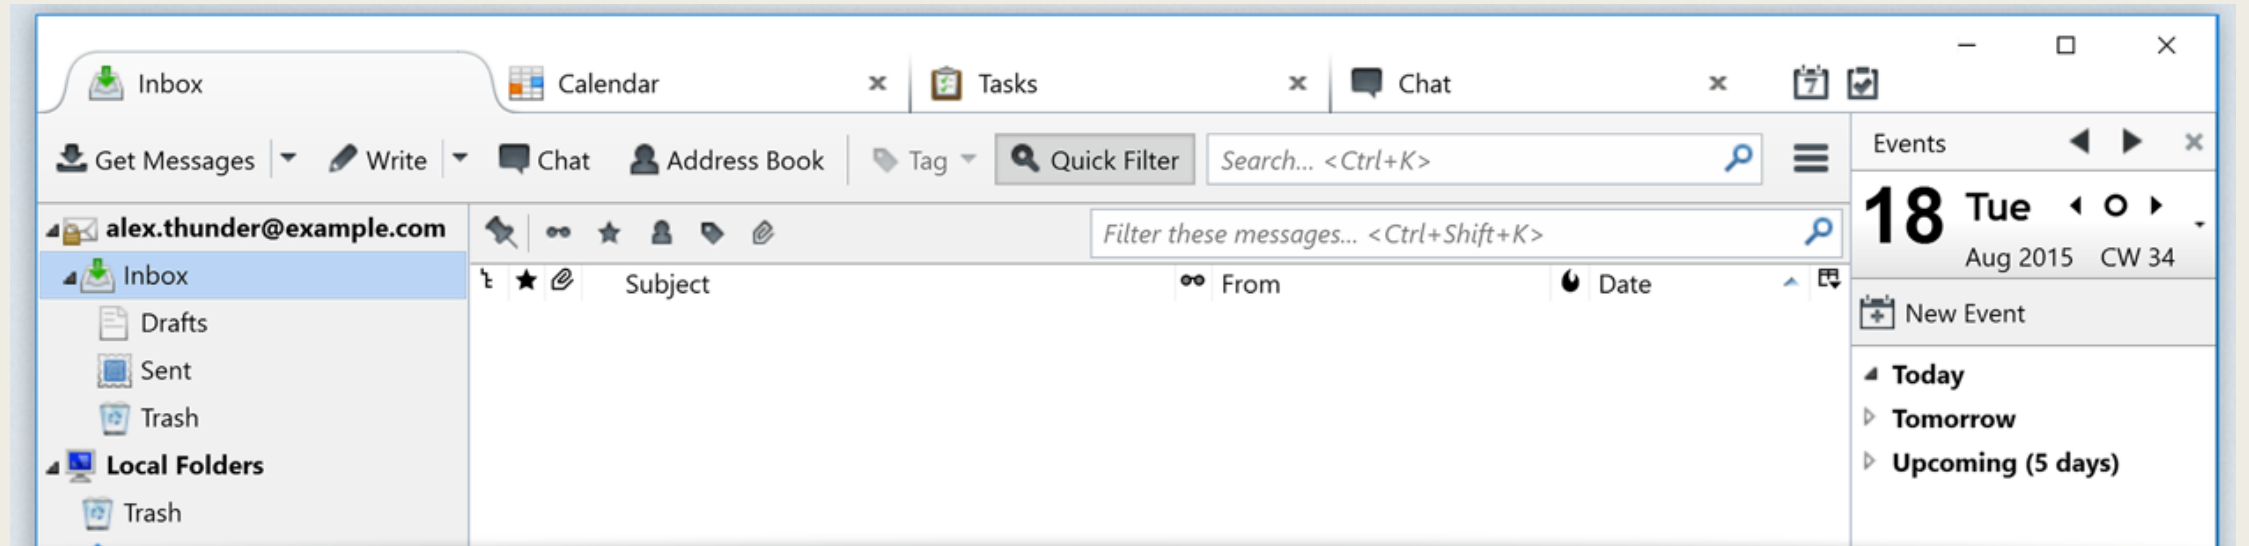 Inbox Calendar Tasks Chat 7
Get Messages Write Chat Address Book Tag Quick Filter Search... <Ctrl+K>
Events
alex.thunder@example.com
Filter these messages... <Ctrl+Shift+K>
18 Tue
Aug 2015 CW 34
Inbox
Subject From Date
Drafts
New Event
Sent
Today
Trash
Tomorrow
Local Folders
Upcoming (5 days)
Trash